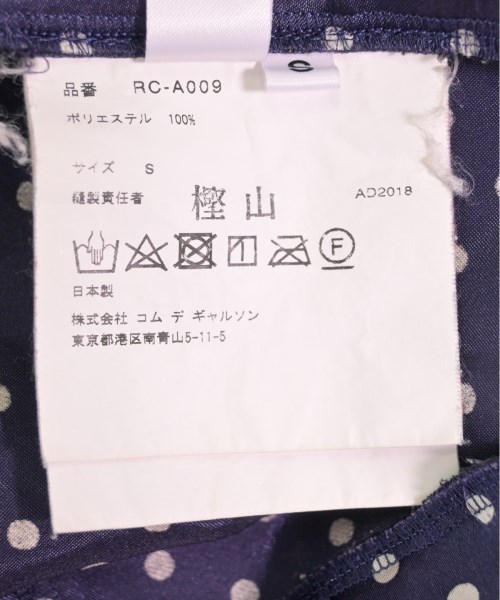 品番 RC-A009
ポリエステル 100%
サイズ S
縫製責任者 樫山 AD2018
F
日本製
株式会社 コム デ ギャルソン
東京都港区南青山5-11-5